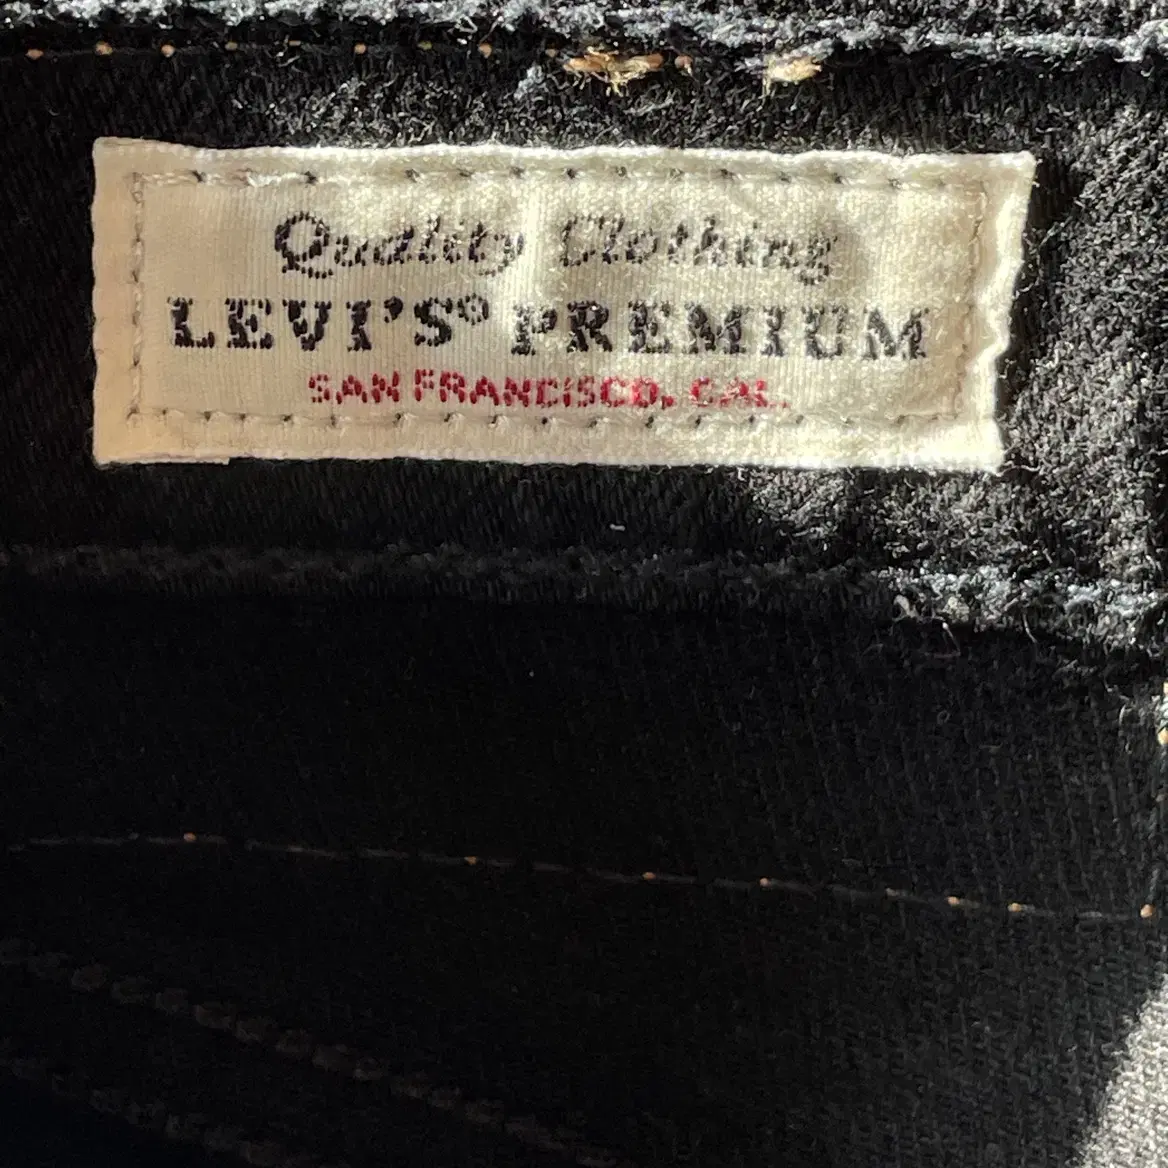 Quality Clothing
LEVI'S® PREMIUM
SAN FRANCISCO, CAL.